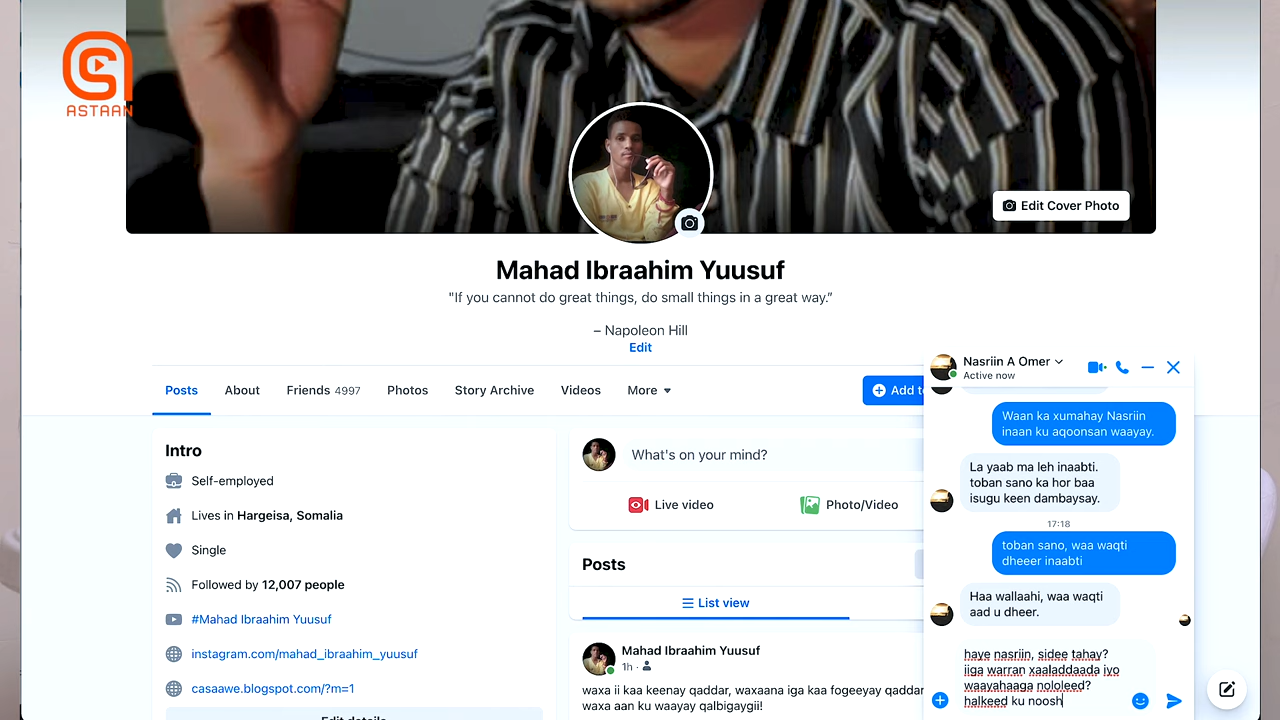 ASTAAN
Edit Cover Photo
Mahad Ibraahim Yuusuf
"If you cannot do great things, do small things in a great way.”
– Napoleon Hill
Edit
Posts
About
Friends 4997
Photos
Story Archive
Videos
More
Add to
Intro
Self-employed
Lives in Hargeisa, Somalia
Single
Followed by 12,007 people
#Mahad Ibraahim Yuusuf
instagram.com/mahad_ibraahim_yuusuf
casaawe.blogspot.com/?m=1
Edit details
What's on your mind?
Live video
Photo/Video
Posts
List view
Mahad Ibraahim Yuusuf
1h ·
waxa ii kaa keenay qaddar, waxaana iga kaa fogeeyay qaddar
waxa aan ku waayay qalbigaygii!
Nasriin A Omer
Active now
Waan ka xumahay Nasriin
inaan ku aqoonsan waayay.
La yaab ma leh inaabti.
toban sano ka hor baa
isugu keen dambaysay.
17:18
toban sano, waa waqti
dheeer inaabti
Haa wallaahi, waa waqti
aad u dheer.
haye nasriin, sidee tahay?
iiga warran xaaladdaada iyo
waayahaaga nololeed?
halkeed ku noosh